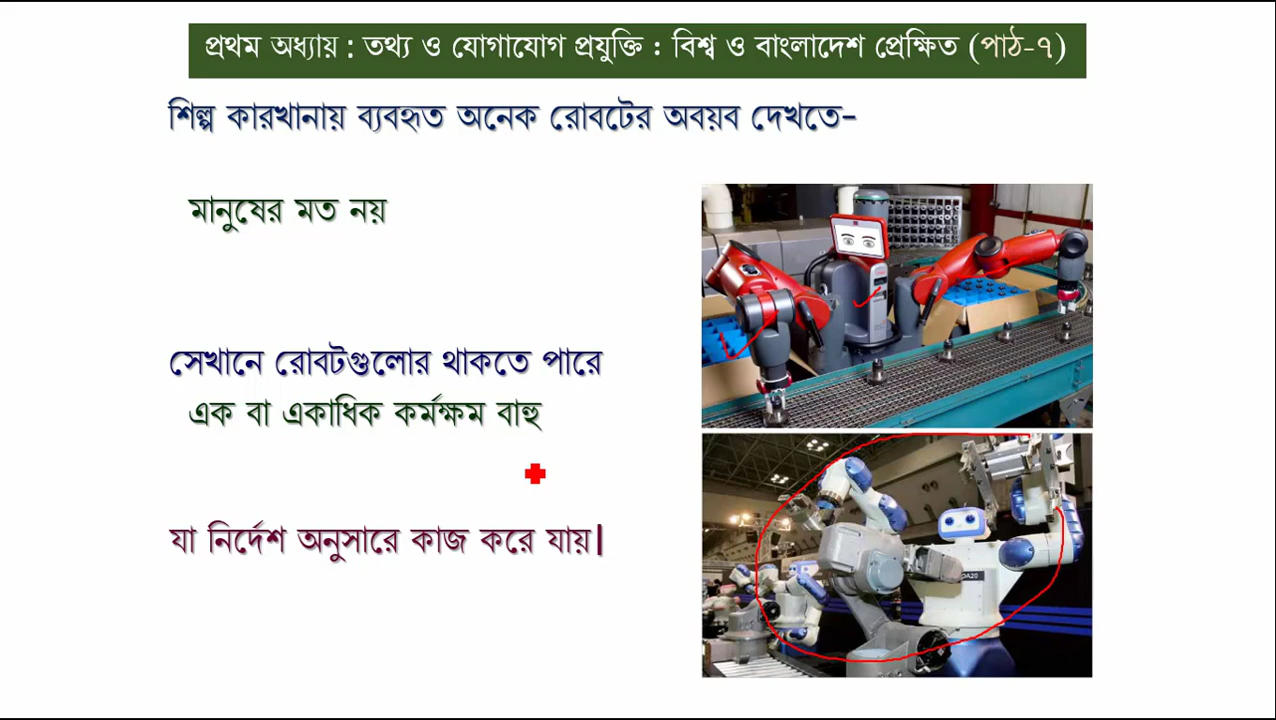 প্রথম অধ্যায় : তথ্য ও যোগাযোগ প্রযুক্তি : বিশ্ব ও বাংলাদেশ প্রেক্ষিত (পাঠ-৭)
শিল্প কারখানায় ব্যবহৃত অনেক রোবটের অবয়ব দেখতে-
মানুষের মত নয়
সেখানে রোবটগুলোর থাকতে পারে
এক বা একাধিক কর্মক্ষম বাহু
যা নির্দেশ অনুসারে কাজ করে যায়।
DA20